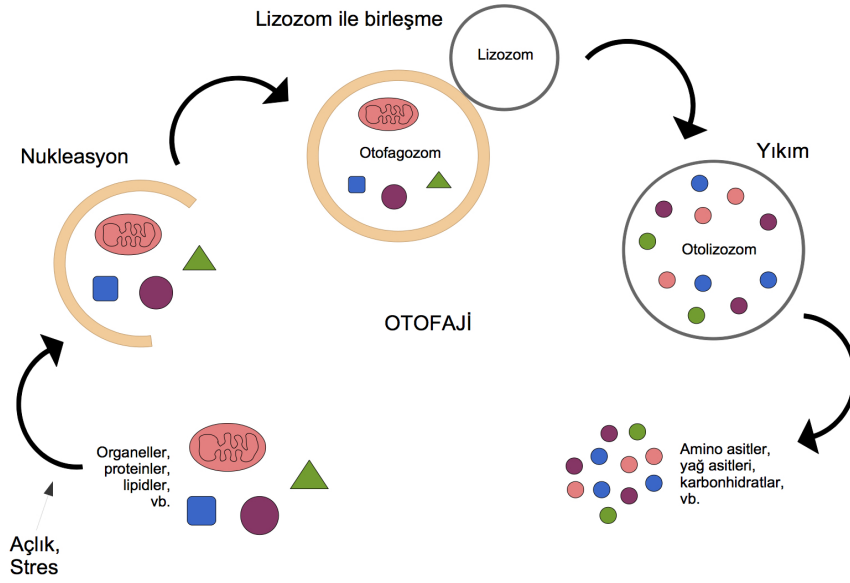 Lizozom ile birleşme
Lizozom
Nukleasyon
Otofagozom
Yıkım
Otolizozom
OTOFAJİ
Organeller,
proteinler,
lipidler,
vb.
Amino asitler,
yağ asitleri,
karbonhidratlar,
vb.
Açlık,
Stres